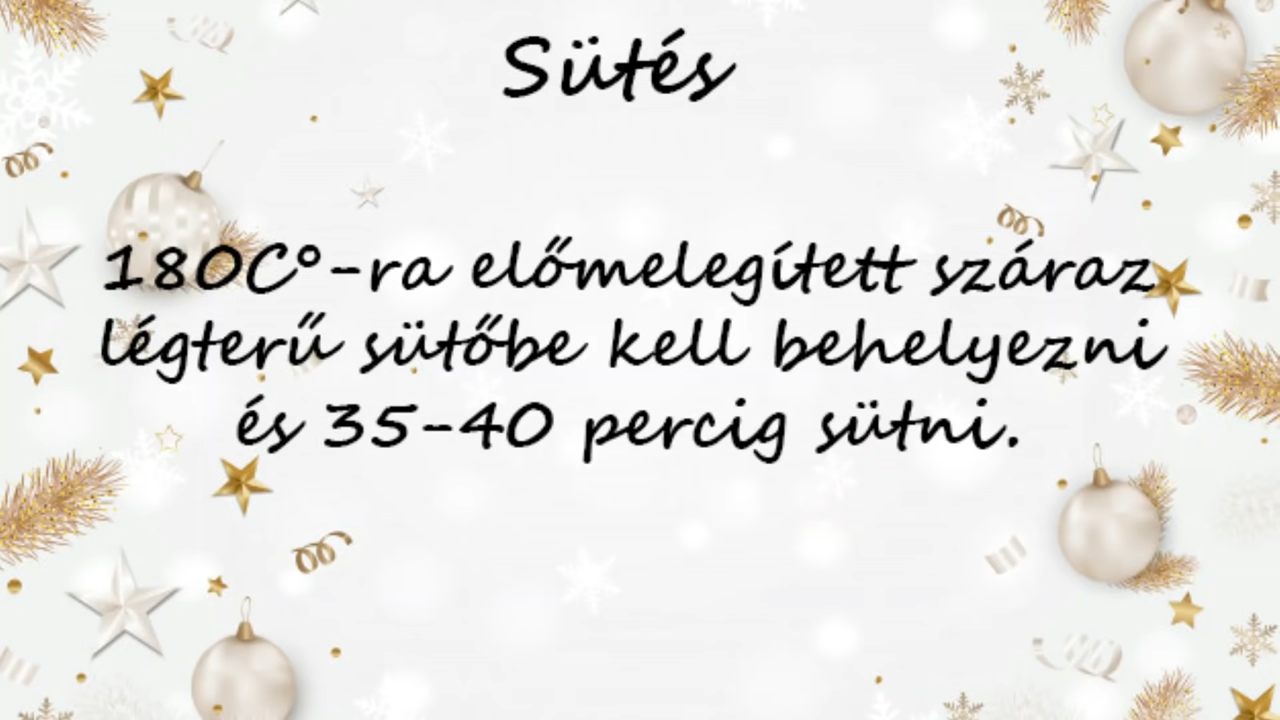 Sütés
180C°-ra előmelegített száraz
légterű sütőbe kell behelyezni
és 35-40 percig sütni.